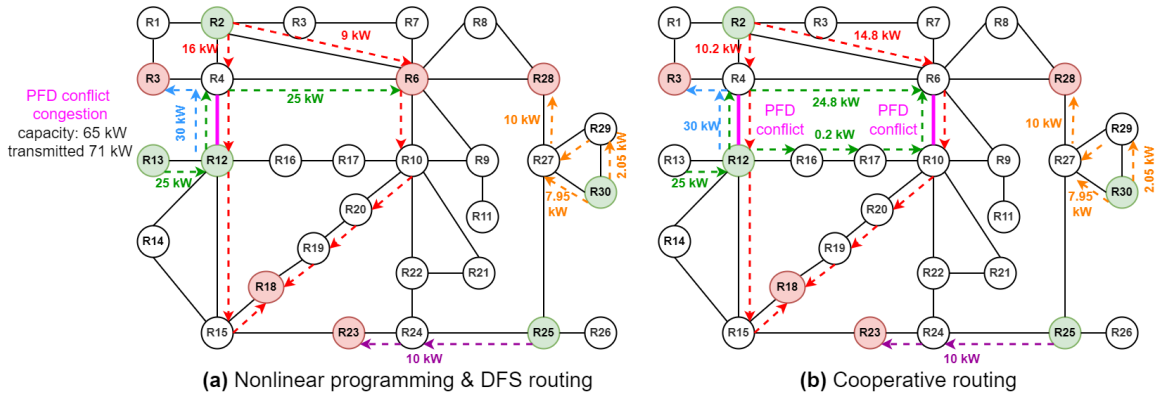 R1
R2
R3
R7
R8
16 kW
9 kW
R3
R4
R6
R28
PFD conflict
congestion
capacity: 65 kW
transmitted 71 kW
30 kW
25 kW
10 kW
R29
2.05 kW
R13
R12
R16
R17
R10
R9
R27
25 kW
R30
7.95
kW
R20
R11
R14
R19
R18
R22
R21
R15
R23
R24
R25
R26
10 kW
(a) Nonlinear programming & DFS routing
R1
R2
R3
R7
R8
10.2 kW
14.8 kW
R3
R4
R6
R28
24.8 kW
30 kW
PFD
conflict
PFD
conflict
0.2 kW
10 kW
R29
2.05 kW
R13
R12
R16
R17
R10
R9
R27
25 kW
R30
7.95
kW
R20
R11
R14
R19
R18
R22
R21
R15
R23
R24
R25
R26
10 kW
(b) Cooperative routing